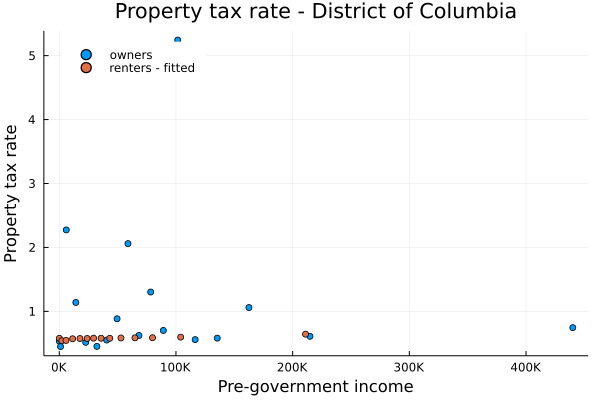 Property tax rate - District of Columbia
owners
renters - fitted
Property tax rate
5
4
3
2
1
0K
100K
200K
300K
400K
Pre-government income